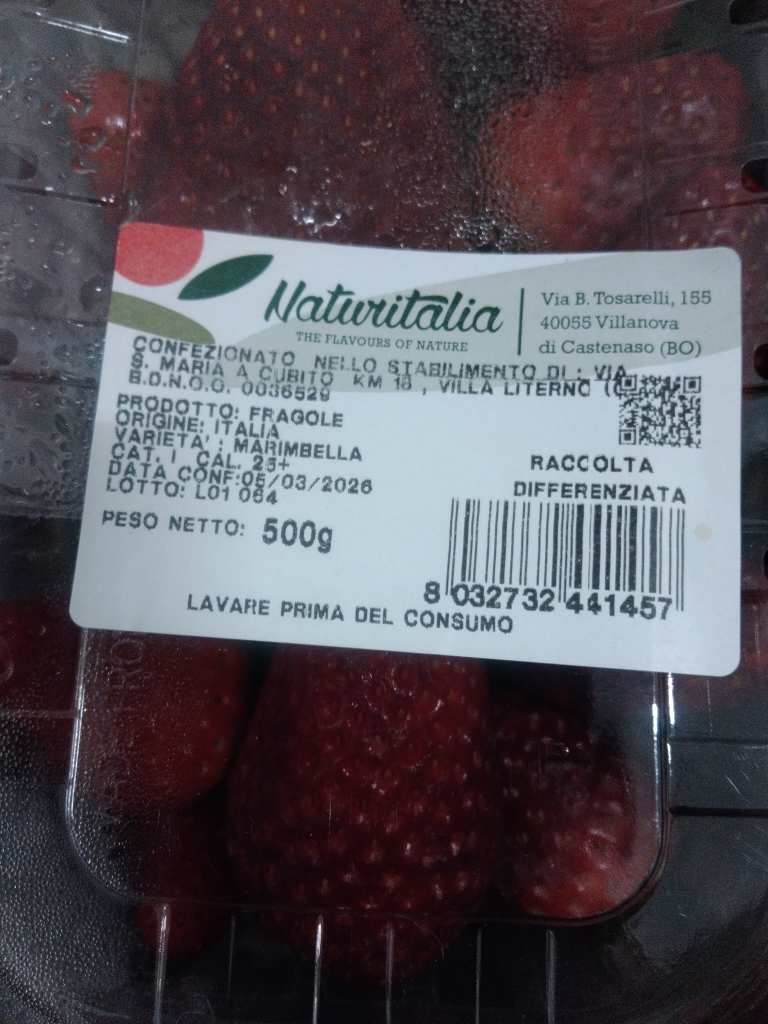 Naturitalia
THE FLAVOURS OF NATURE
Via B. Tosarelli, 155
40055 Villanova
di Castenaso (BO)
CONFEZIONATO NELLO STABILIMENTO DI : VIA
S. MARIA A CUBITO KM 18 , VILLA LITERNO (
B.D.N.O.O. 0036529
PRODOTTO: FRAGOLE
ORIGINE: ITALIA
VARIETA' : MARIMBELLA
CAT. I CAL. 25+
DATA CONF:05/03/2026
LOTTO: L01 064
PESO NETTO: 500g
RACCOLTA
DIFFERENZIATA
8 032732 441457
LAVARE PRIMA DEL CONSUMO